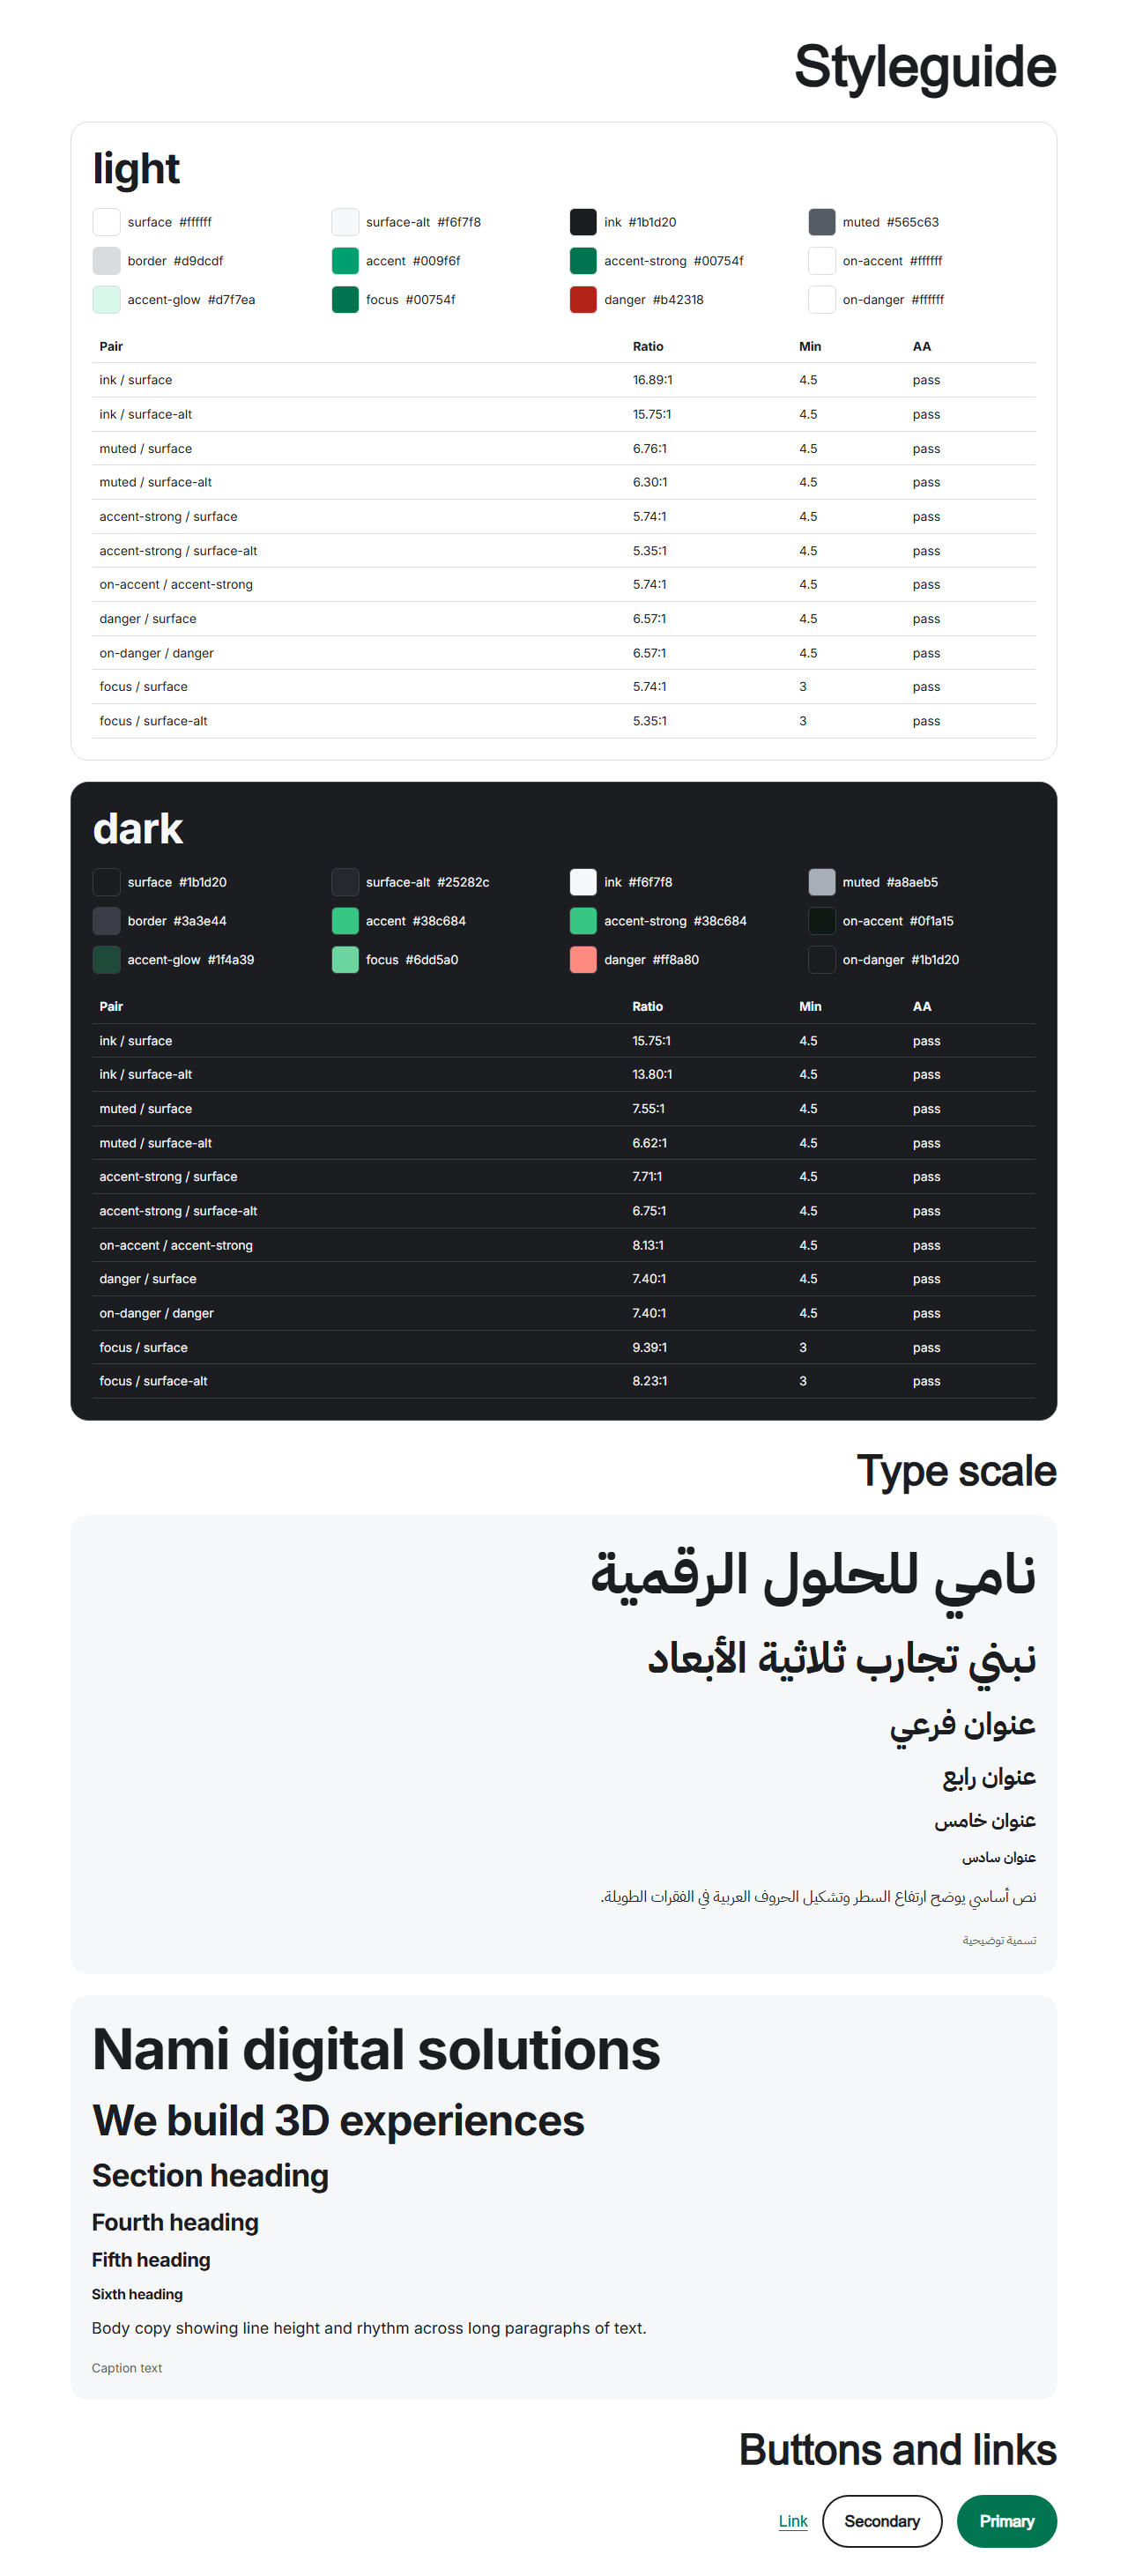 Styleguide
light
surface #ffffff
surface-alt #f6f7f8
ink #1b1d20
muted #565c63
border #d9dcdf
accent #009f6f
accent-strong #00754f
on-accent #ffffff
accent-glow #d7f7ea
focus #00754f
danger #b42318
on-danger #ffffff
Pair Ratio Min AA
ink / surface 16.89:1 4.5 pass
ink / surface-alt 15.75:1 4.5 pass
muted / surface 6.76:1 4.5 pass
muted / surface-alt 6.30:1 4.5 pass
accent-strong / surface 5.74:1 4.5 pass
accent-strong / surface-alt 5.35:1 4.5 pass
on-accent / accent-strong 5.74:1 4.5 pass
danger / surface 6.57:1 4.5 pass
on-danger / danger 6.57:1 4.5 pass
focus / surface 5.74:1 3 pass
focus / surface-alt 5.35:1 3 pass
dark
surface #1b1d20
surface-alt #25282c
ink #f6f7f8
muted #a8aeb5
border #3a3e44
accent #38c684
accent-strong #38c684
on-accent #0f1a15
accent-glow #1f4a39
focus #6dd5a0
danger #ff8a80
on-danger #1b1d20
Pair Ratio Min AA
ink / surface 15.75:1 4.5 pass
ink / surface-alt 13.80:1 4.5 pass
muted / surface 7.55:1 4.5 pass
muted / surface-alt 6.62:1 4.5 pass
accent-strong / surface 7.71:1 4.5 pass
accent-strong / surface-alt 6.75:1 4.5 pass
on-accent / accent-strong 8.13:1 4.5 pass
danger / surface 7.40:1 4.5 pass
on-danger / danger 7.40:1 4.5 pass
focus / surface 9.39:1 3 pass
focus / surface-alt 8.23:1 3 pass
Type scale
نامي للحلول الرقمية
نبني تجارب ثلاثية الأبعاد
عنوان فرعي
عنوان رابع
عنوان خامس
عنوان سادس
نص أساسي يوضح ارتفاع السطر وتشكيل الحروف العربية في الفقرات الطويلة.
تسمية توضيحية
Nami digital solutions
We build 3D experiences
Section heading
Fourth heading
Fifth heading
Sixth heading
Body copy showing line height and rhythm across long paragraphs of text.
Caption text
Buttons and links
Primary
Secondary
Link